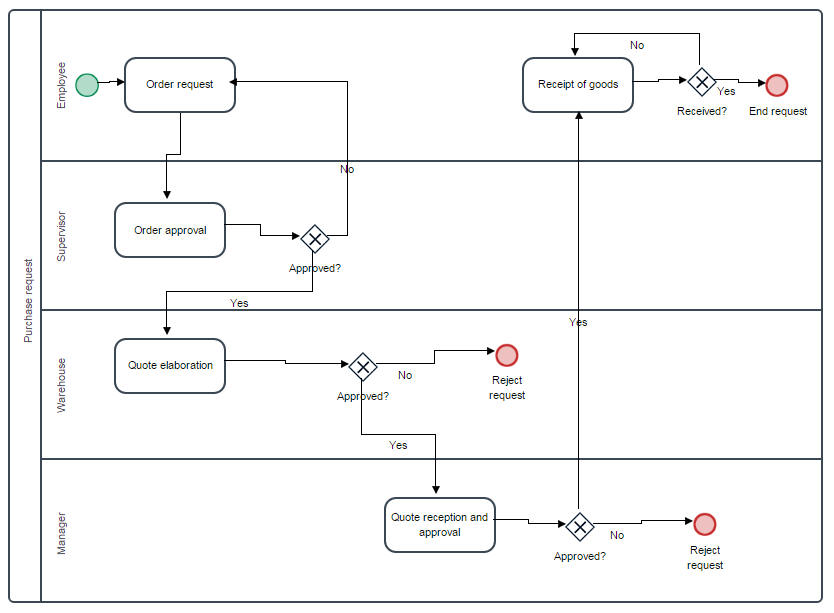 Purchase request
Employee
Order request
No
Receipt of goods
No
Received?
Yes
End request
Supervisor
Order approval
Approved?
Yes
Warehouse
Quote elaboration
Approved?
No
Reject
request
Yes
Yes
Manager
Quote reception and
approval
Approved?
No
Reject
request